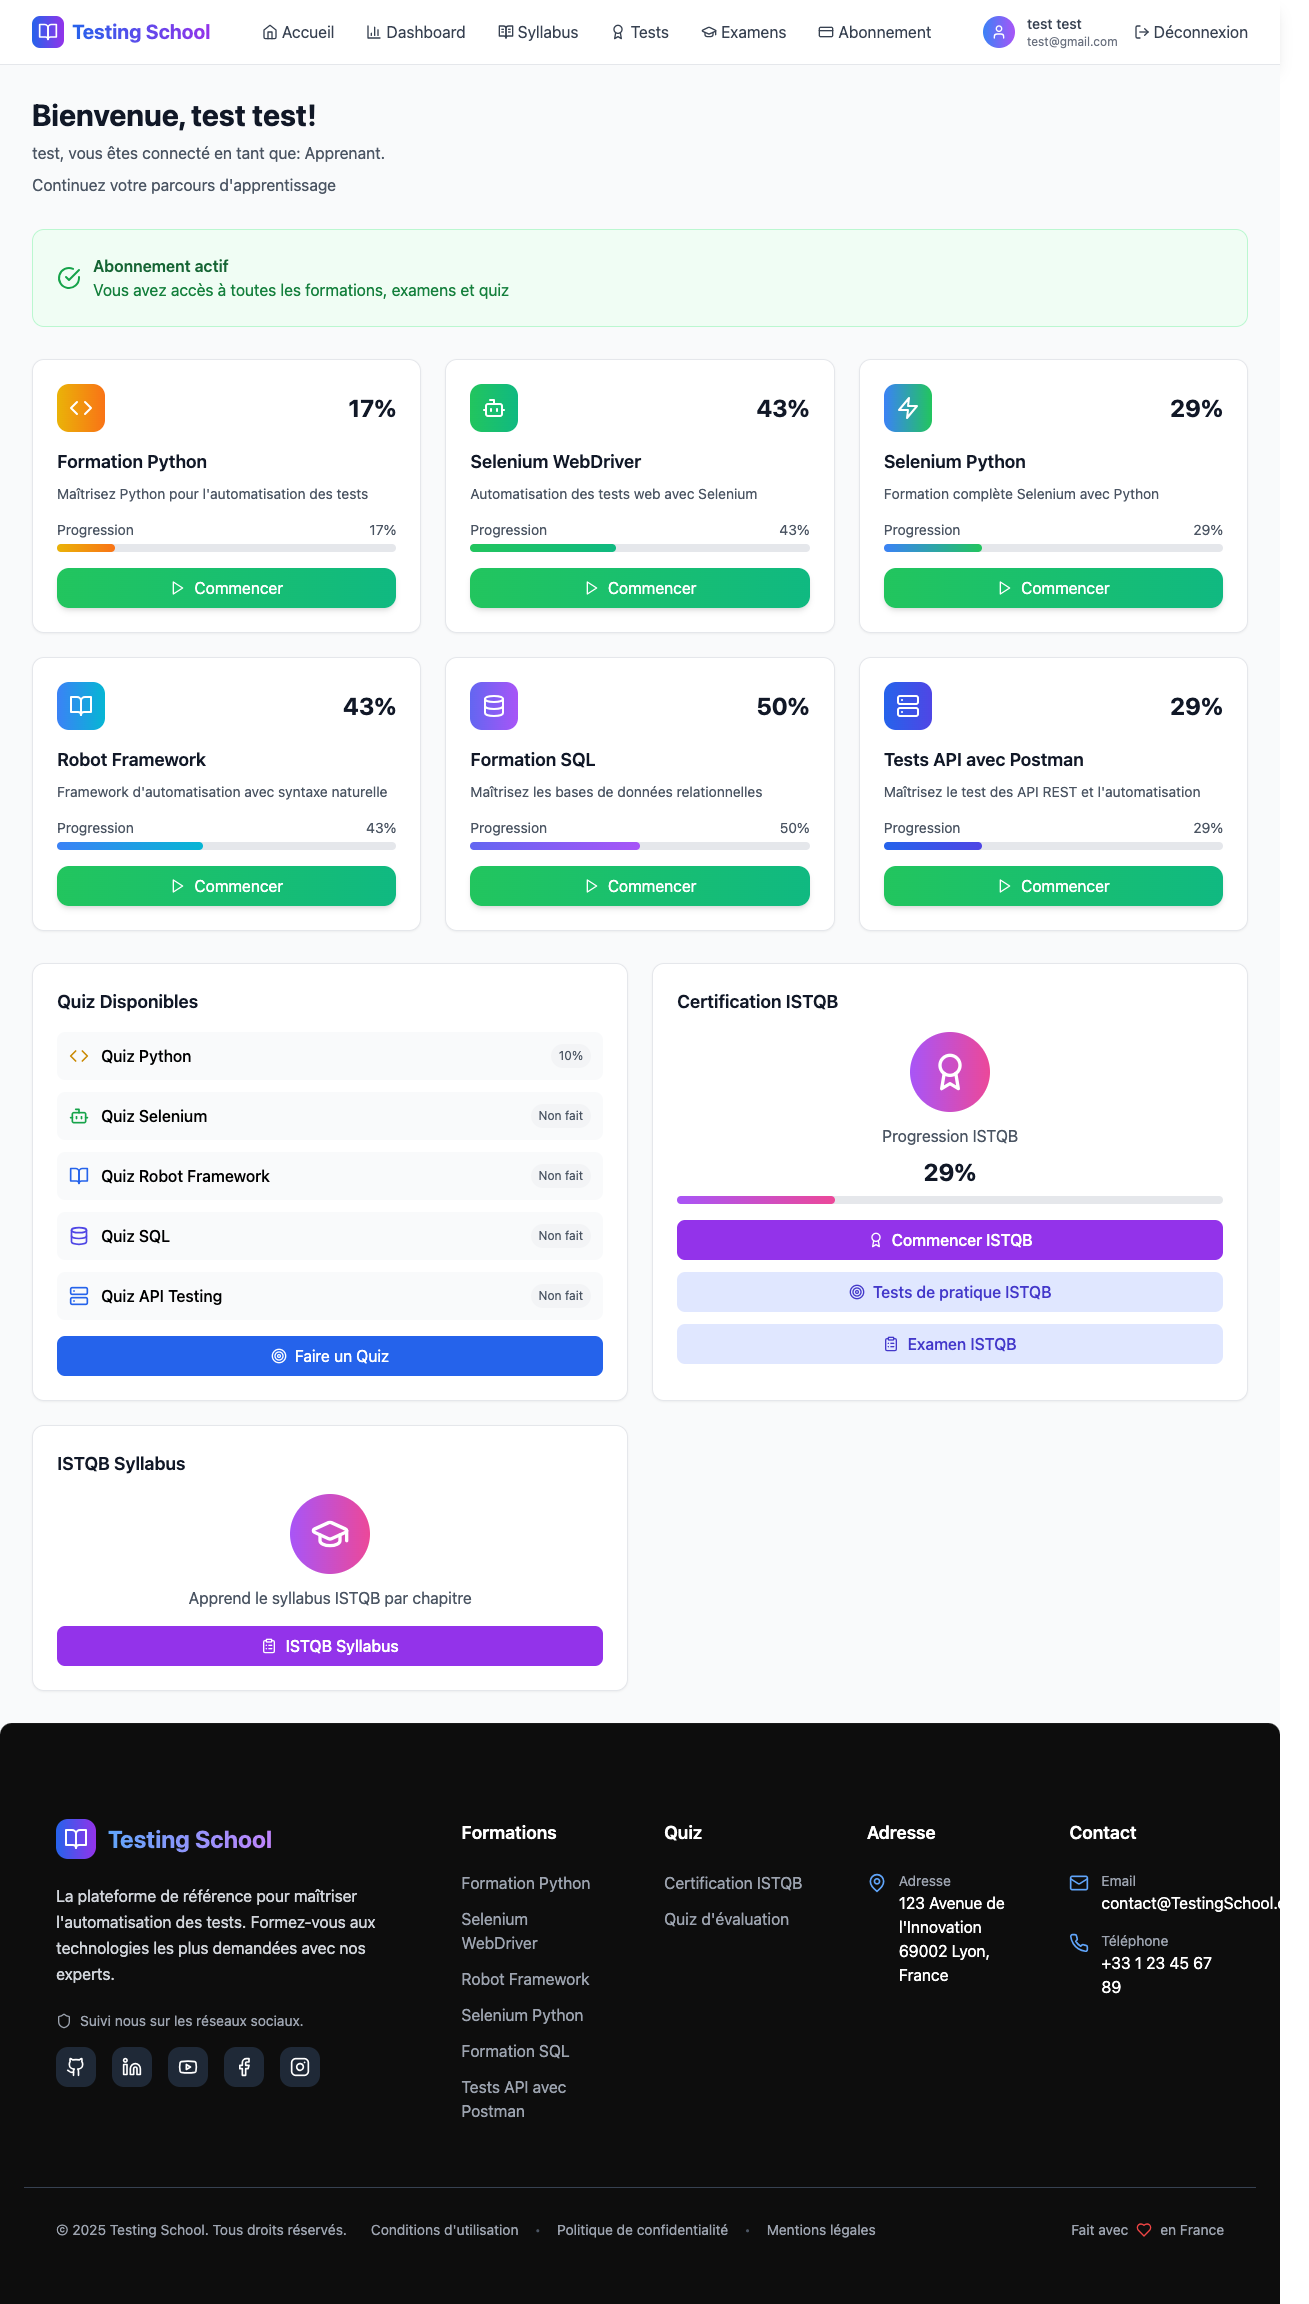 Testing School
Accueil
Dashboard
Syllabus
Tests
Examens
Abonnement
test test
test@gmail.com
Déconnexion
Bienvenue, test test!
test, vous êtes connecté en tant que: Apprenant.
Continuez votre parcours d'apprentissage
Abonnement actif
Vous avez accès à toutes les formations, examens et quiz
17%
Formation Python
Maîtrisez Python pour l'automatisation des tests
Progression 17%
Commencer
43%
Selenium WebDriver
Automatisation des tests web avec Selenium
Progression 43%
Commencer
29%
Selenium Python
Formation complète Selenium avec Python
Progression 29%
Commencer
43%
Robot Framework
Framework d'automatisation avec syntaxe naturelle
Progression 43%
Commencer
50%
Formation SQL
Maîtrisez les bases de données relationnelles
Progression 50%
Commencer
29%
Tests API avec Postman
Maîtrisez le test des API REST et l'automatisation
Progression 29%
Commencer
Quiz Disponibles
Quiz Python 10%
Quiz Selenium Non fait
Quiz Robot Framework Non fait
Quiz SQL Non fait
Quiz API Testing Non fait
Faire un Quiz
Certification ISTQB
Progression ISTQB
29%
Commencer ISTQB
Tests de pratique ISTQB
Examen ISTQB
ISTQB Syllabus
Apprend le syllabus ISTQB par chapitre
ISTQB Syllabus
Testing School
La plateforme de référence pour maîtriser
l'automatisation des tests. Formez-vous aux
technologies les plus demandées avec nos
experts.
Suivi nous sur les réseaux sociaux.
Formations
Formation Python
Selenium
WebDriver
Robot Framework
Selenium Python
Formation SQL
Tests API avec
Postman
Quiz
Certification ISTQB
Quiz d'évaluation
Adresse
Adresse
123 Avenue de
l'Innovation
69002 Lyon,
France
Contact
Email
contact@TestingSchool.
Téléphone
+33 1 23 45 67
89
© 2025 Testing School. Tous droits réservés.
Conditions d'utilisation • Politique de confidentialité • Mentions légales
Fait avec en France